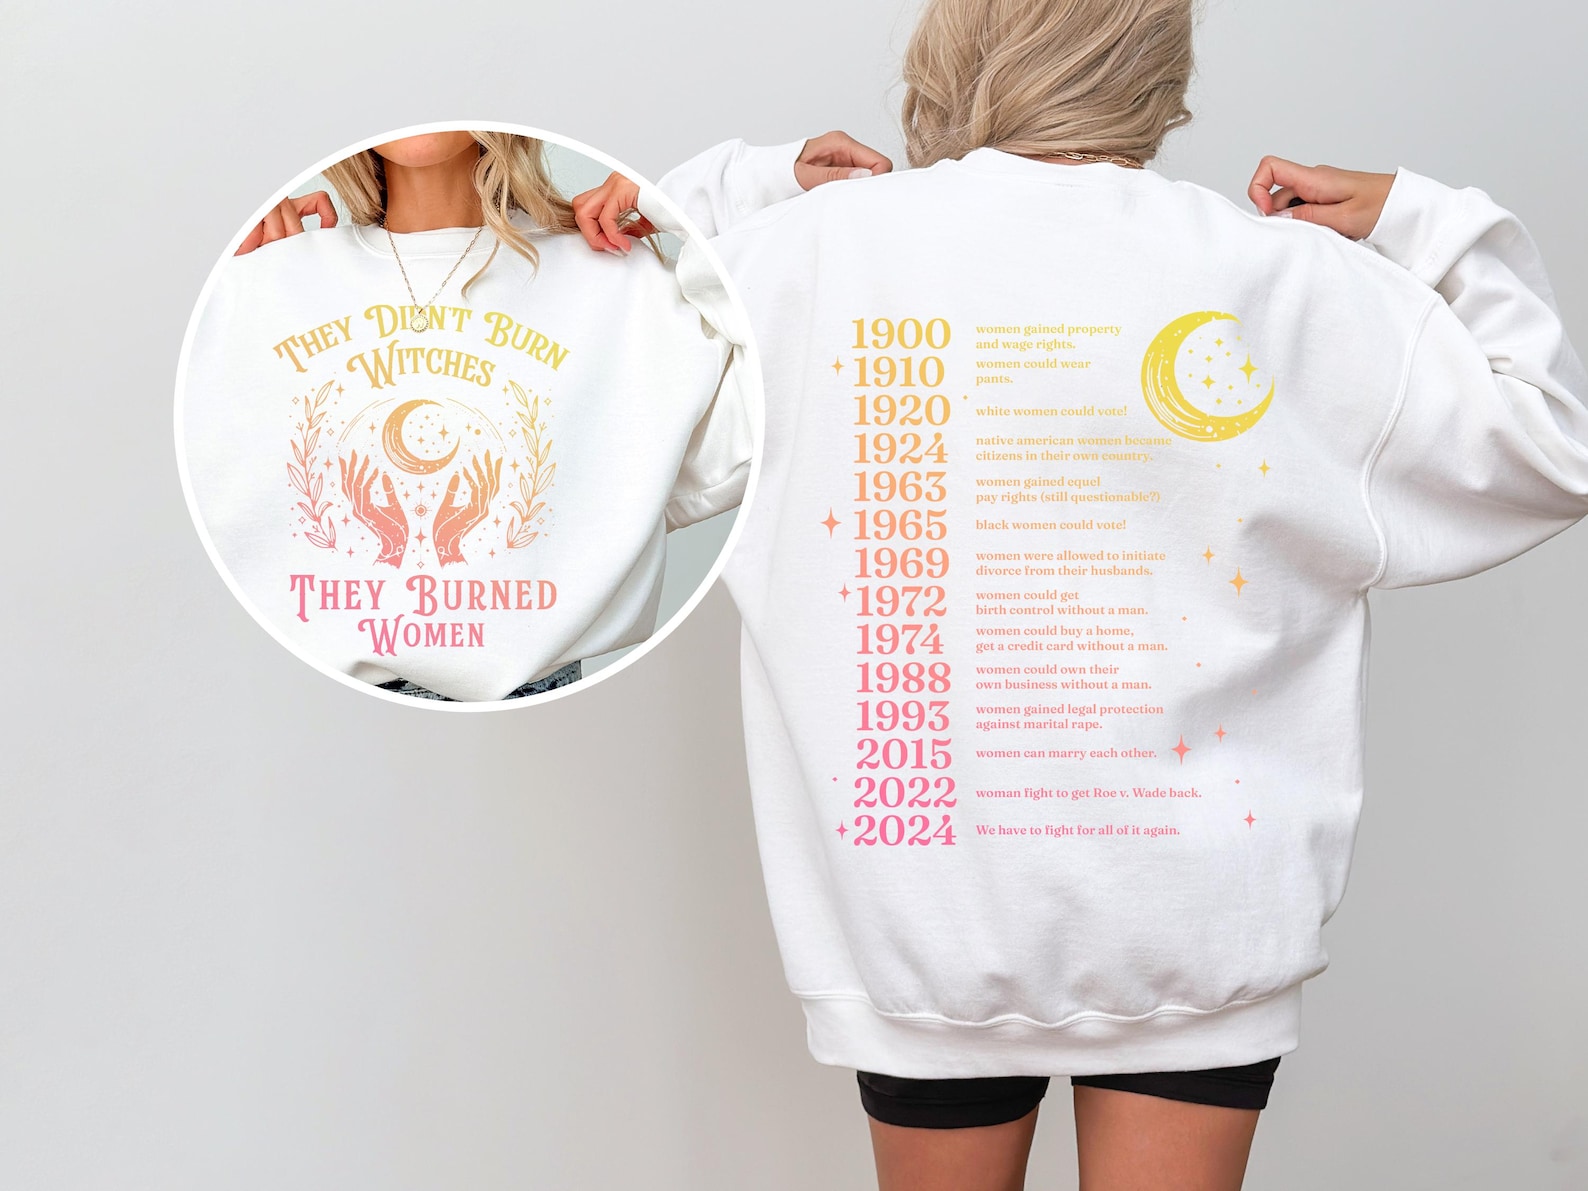 They Didn't Burn
Witches
They Burned
Women
1900 women gained property
and wage rights.
1910 women could wear
pants.
1920 white women could vote!
1924 native american women became
citizens in their own country.
1963 women gained equel
pay rights (still questionable?)
1965 black women could vote!
1969 women were allowed to initiate
divorce from their husbands.
1972 women could get
birth control without a man.
1974 women could buy a home,
get a credit card without a man.
1988 women could own their
own business without a man.
1993 women gained legal protection
against marital rape.
2015 women can marry each other.
2022 woman fight to get Roe v. Wade back.
2024 We have to fight for all of it again.